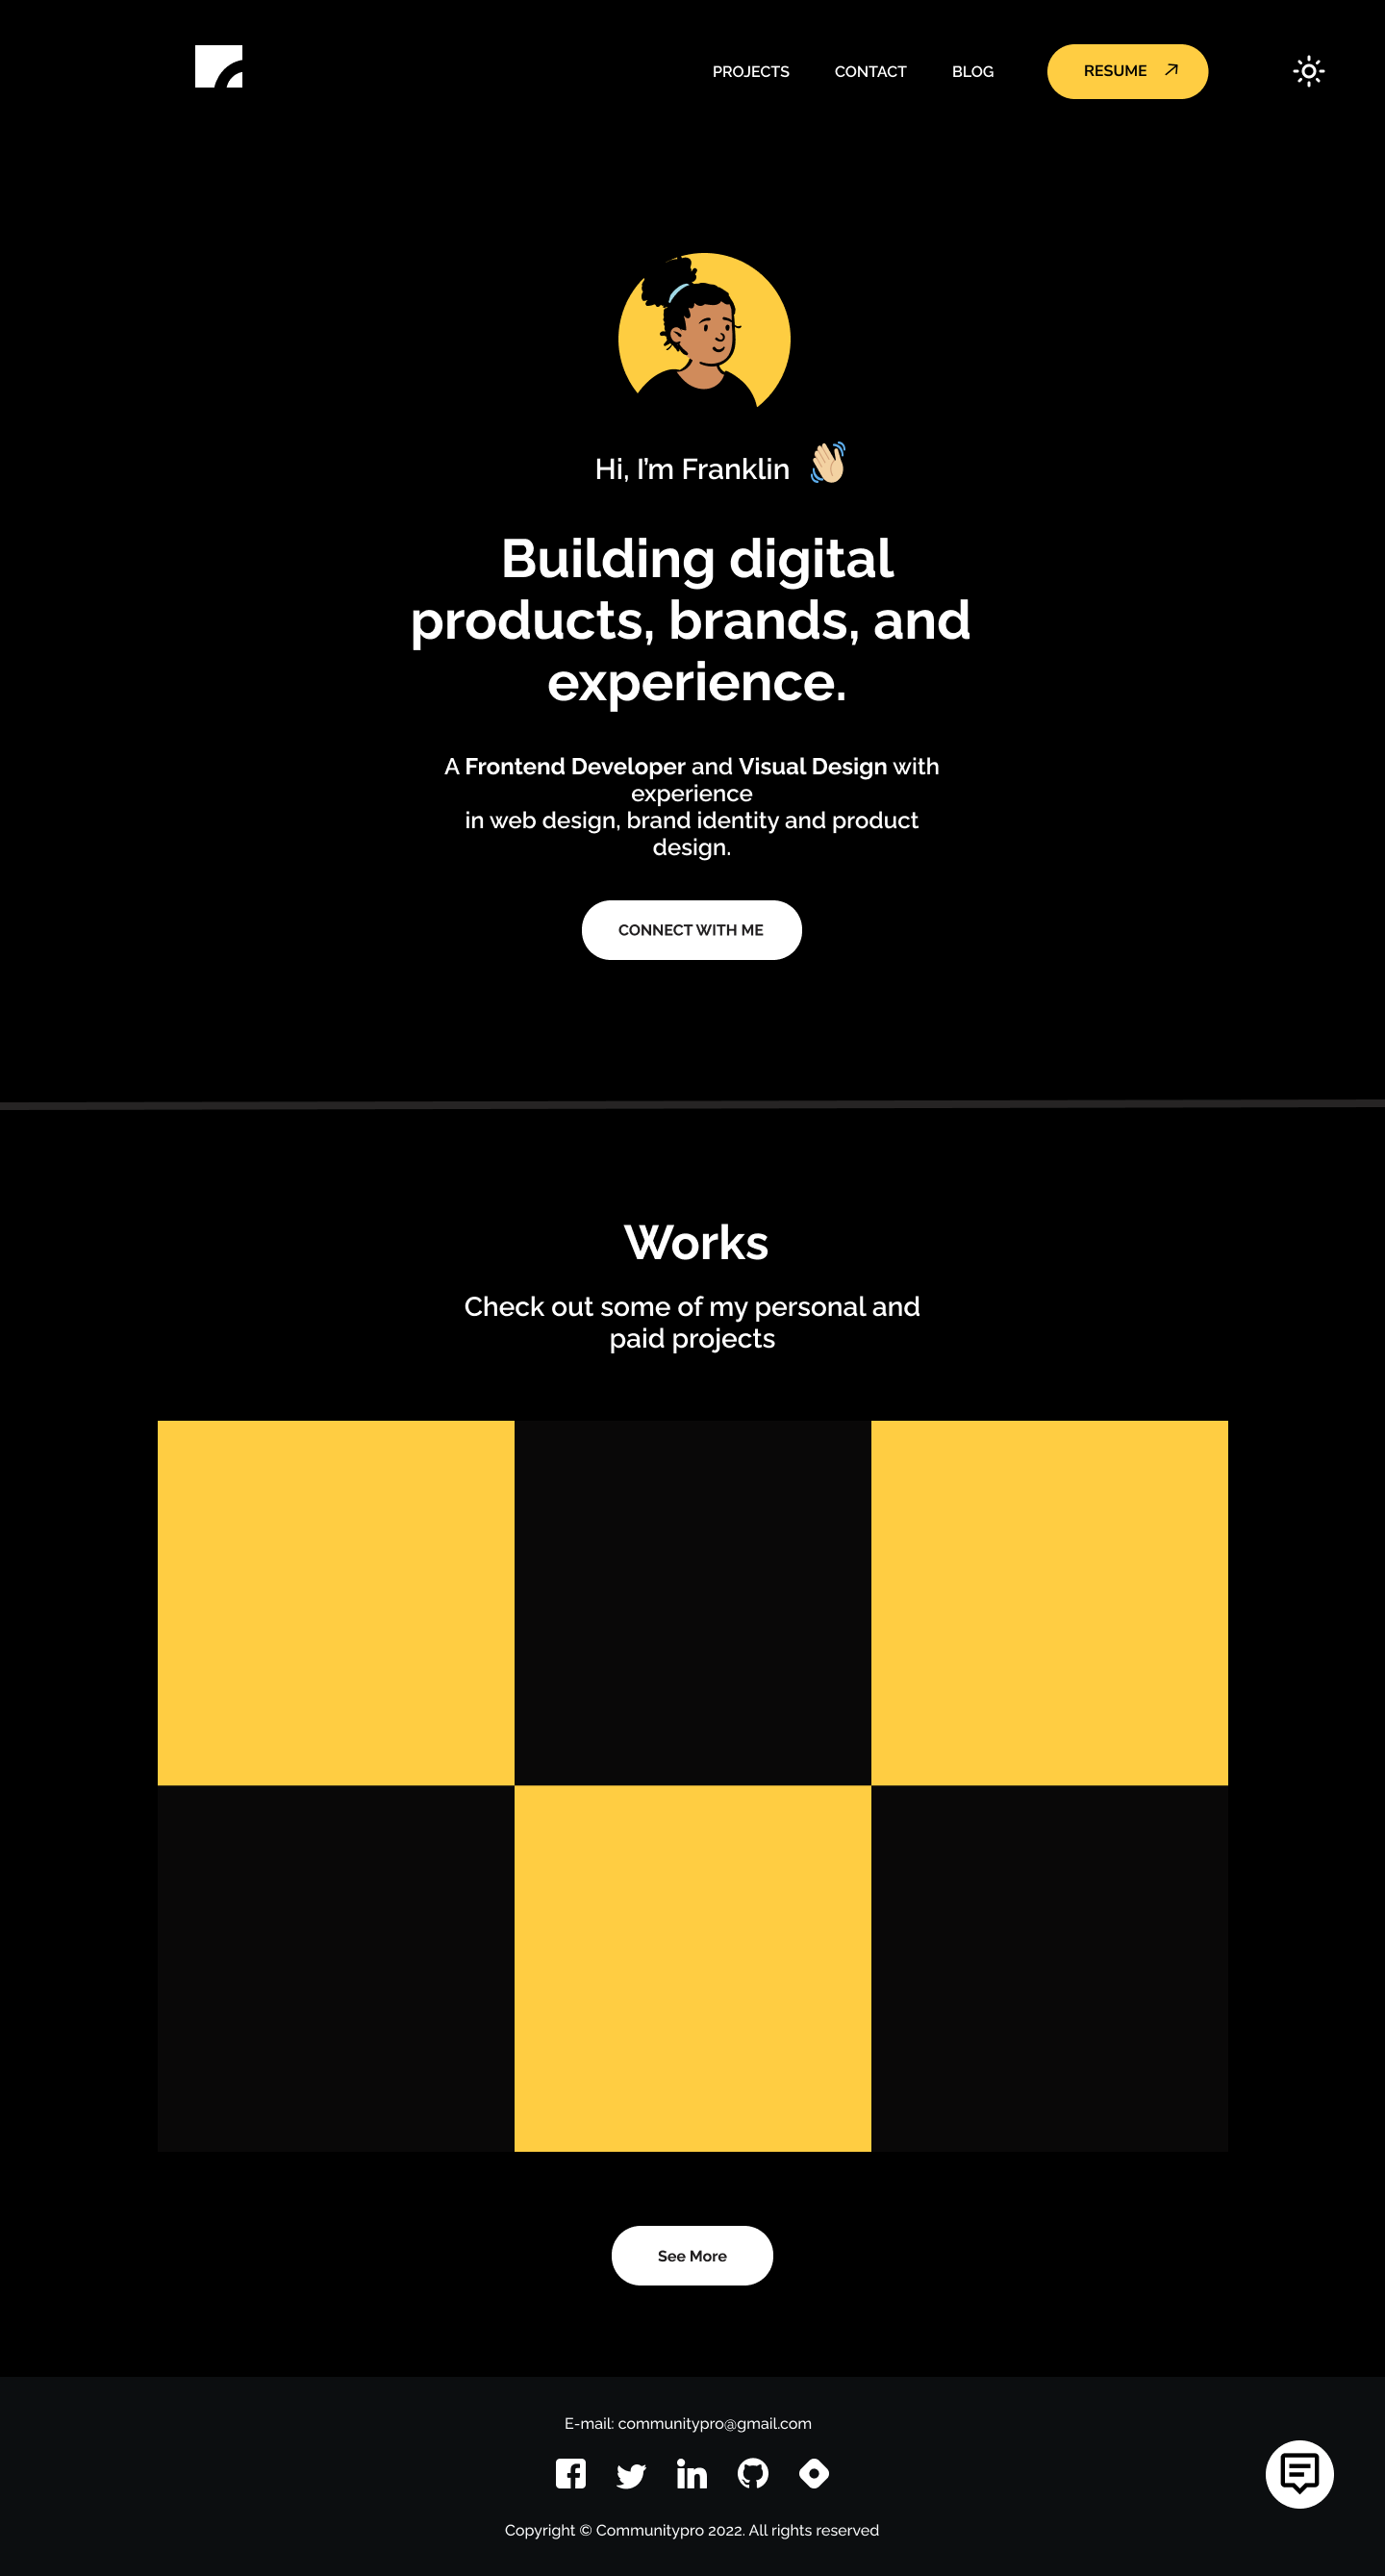 PROJECTS CONTACT BLOG RESUME
Hi, I’m Franklin
Building digital
products, brands, and
experience.
A Frontend Developer and Visual Design with
experience
in web design, brand identity and product
design.
CONNECT WITH ME
Works
Check out some of my personal and
paid projects
See More
E-mail: communitypro@gmail.com
Copyright © Communitypro 2022. All rights reserved